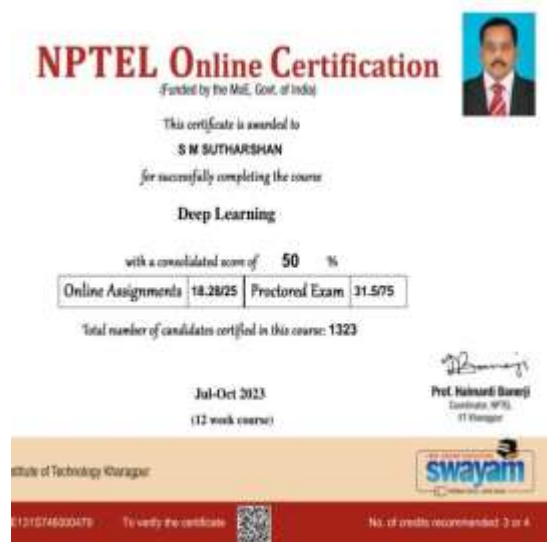 NPTEL Online Certification
(Funded by the MoE, Govt. of India)
This certificate is awarded to
S M SUTHARSHAN
for successfully completing the course
Deep Learning
with a consolidated score of 50 %
Online Assignments 18.28/25 Proctored Exam 31.5/75
Total number of candidates certified in this course: 1323
Jul-Oct 2023
(12 week course)
Prof. Haimanti Banerji
Coordinator, NPTEL
IIT Kharagpur
stitute of Technology Kharagpur
swayam
To verify the certificate
No. of credits recommended: 3 or 4